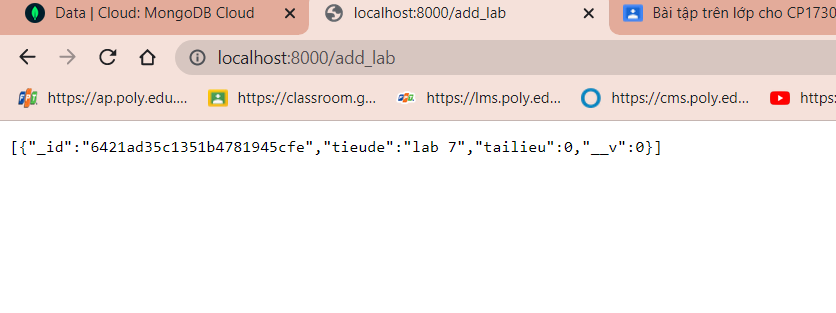 Data | Cloud: MongoDB Cloud
localhost:8000/add_lab
Bài tập trên lớp cho CP1730
localhost:8000/add_lab
FPT
https://ap.poly.edu....
https://classroom.g...
https://lms.poly.ed...
https://cms.poly.ed...
https:
[{"_id":"6421ad35c1351b4781945cfe","tieude":"lab 7","tailieu":0,"__v":0}]